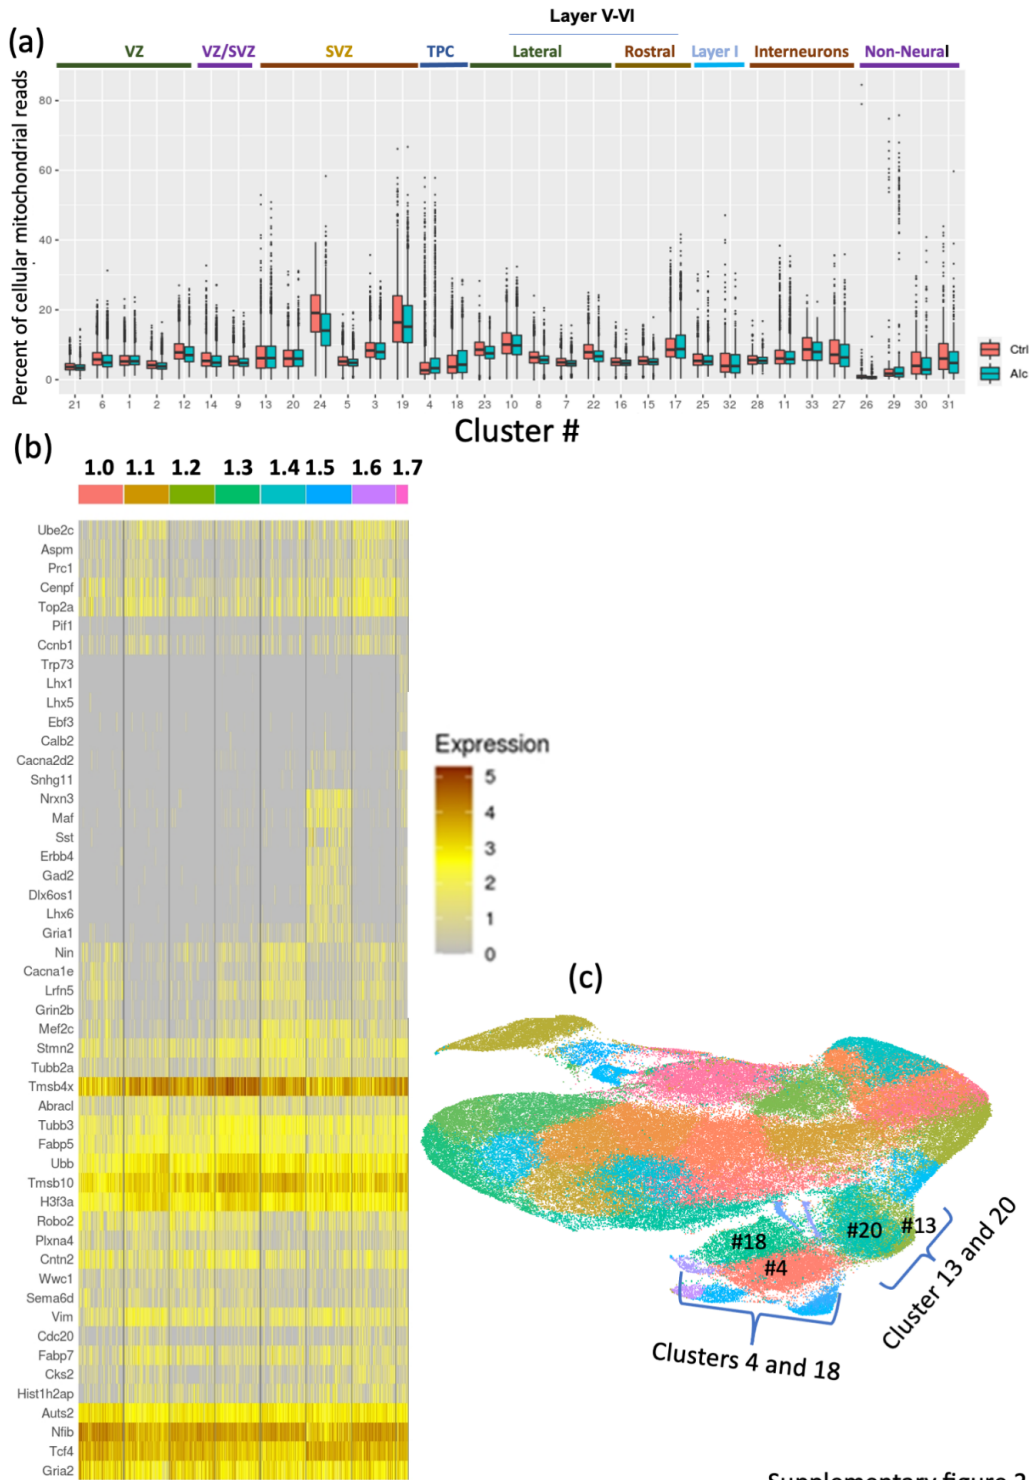 Layer V-VI
(a)
VZ VZ/SVZ SVZ TPC Lateral Rostral Layer I Interneurons Non-Neural
Percent of cellular mitochondrial reads
80
60
40
20
0
21 6 1 2 12 14 9 13 20 24 5 3 19 4 18 23 10 8 7 22 16 15 17 25 32 28 11 33 27 26 29 30 31
Cluster #
Ctrl
Alc
(b)
1.0 1.1 1.2 1.3 1.4 1.5 1.6 1.7
Ube2c
Aspm
Prc1
Cenpf
Top2a
Pif1
Ccnb1
Trp73
Lhx1
Lhx5
Ebf3
Calb2
Cacna2d2
Snhg11
Nrxn3
Maf
Sst
Erbb4
Gad2
Dlx6os1
Lhx6
Gria1
Nin
Cacna1e
Lrfn5
Grin2b
Mef2c
Stmn2
Tubb2a
Tmsb4x
Abracl
Tubb3
Fabp5
Ubb
Tmsb10
H3f3a
Robo2
Plxna4
Cntn2
Wwc1
Sema6d
Vim
Cdc20
Fabp7
Cks2
Hist1h2ap
Auts2
Nfib
Tcf4
Gria2
Expression
5
4
3
2
1
0
(c)
#18
#4
#20
#13
Clusters 4 and 18
Cluster 13 and 20